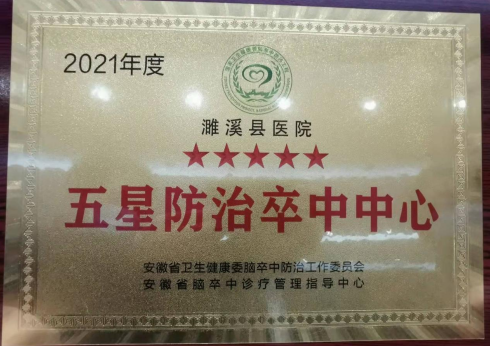 2021年度
濉溪县医院
★★★★★
五星防治卒中中心
安徽省卫生健康委脑卒中防治工作委员会
安徽省脑卒中诊疗管理指导中心